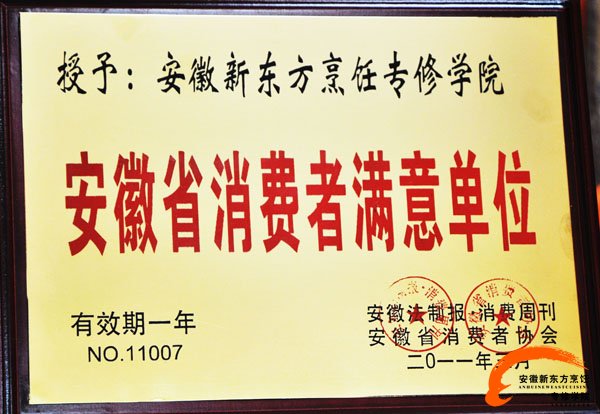 授予：安徽新东方烹饪专修学院
安徽省消费者满意单位
有效期一年
NO.11007
安徽法制报 消费周刊
安徽省消费者协会
二〇一一年三月
安徽新东方烹饪
ANHUINEWEASTCUISINE